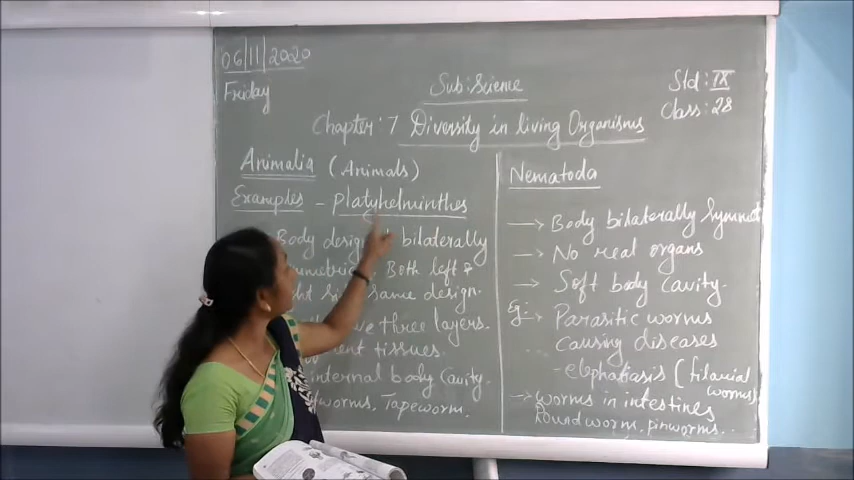 06/11/2020
Friday
Sub: Science
Std: IX
Class: 28
Chapter: 7 Diversity in living Organisms
Animalia (Animals)
Examples - Platyhelminthes
Body design bilaterally
Both left &
same design.
three layers.
tissues.
internal body cavity.
worms, Tapeworm.
Nematoda
→ Body bilaterally symmet
→ No real organs
→ Soft body cavity.
Eg: → Parasitic worms
causing diseases
- elephatiasis (filarial
worms)
→ worms in intestines
Roundworm, pinworms.